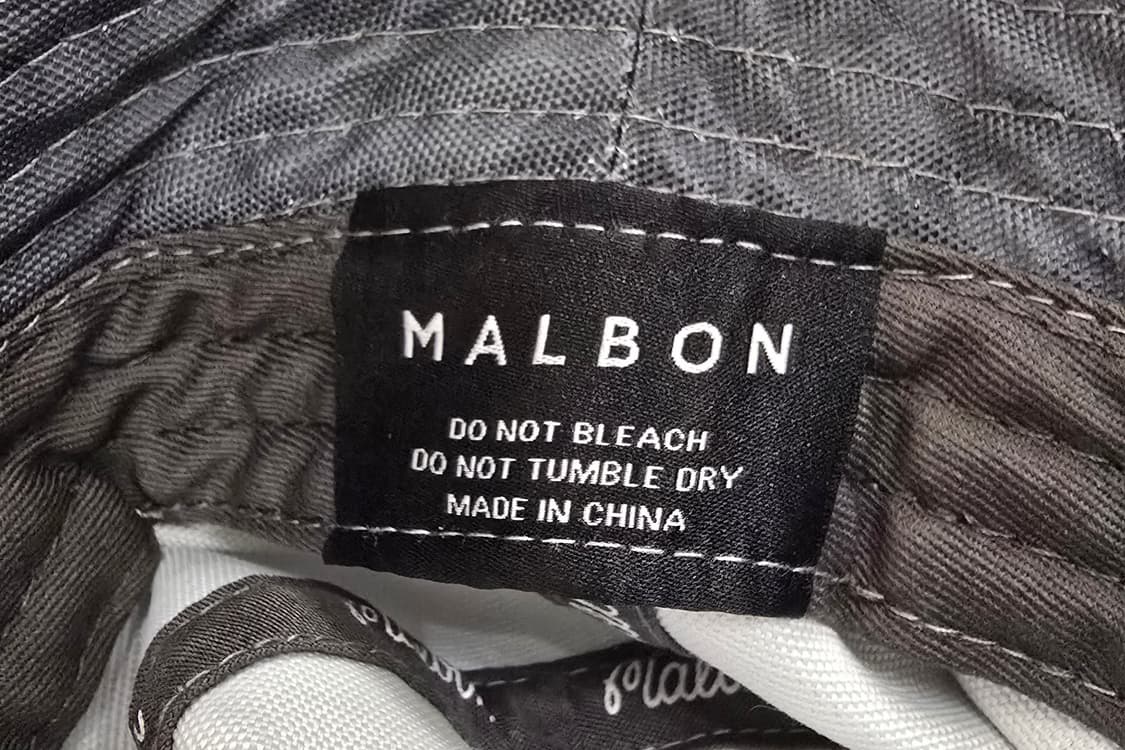 MALBON
DO NOT BLEACH
DO NOT TUMBLE DRY
MADE IN CHINA